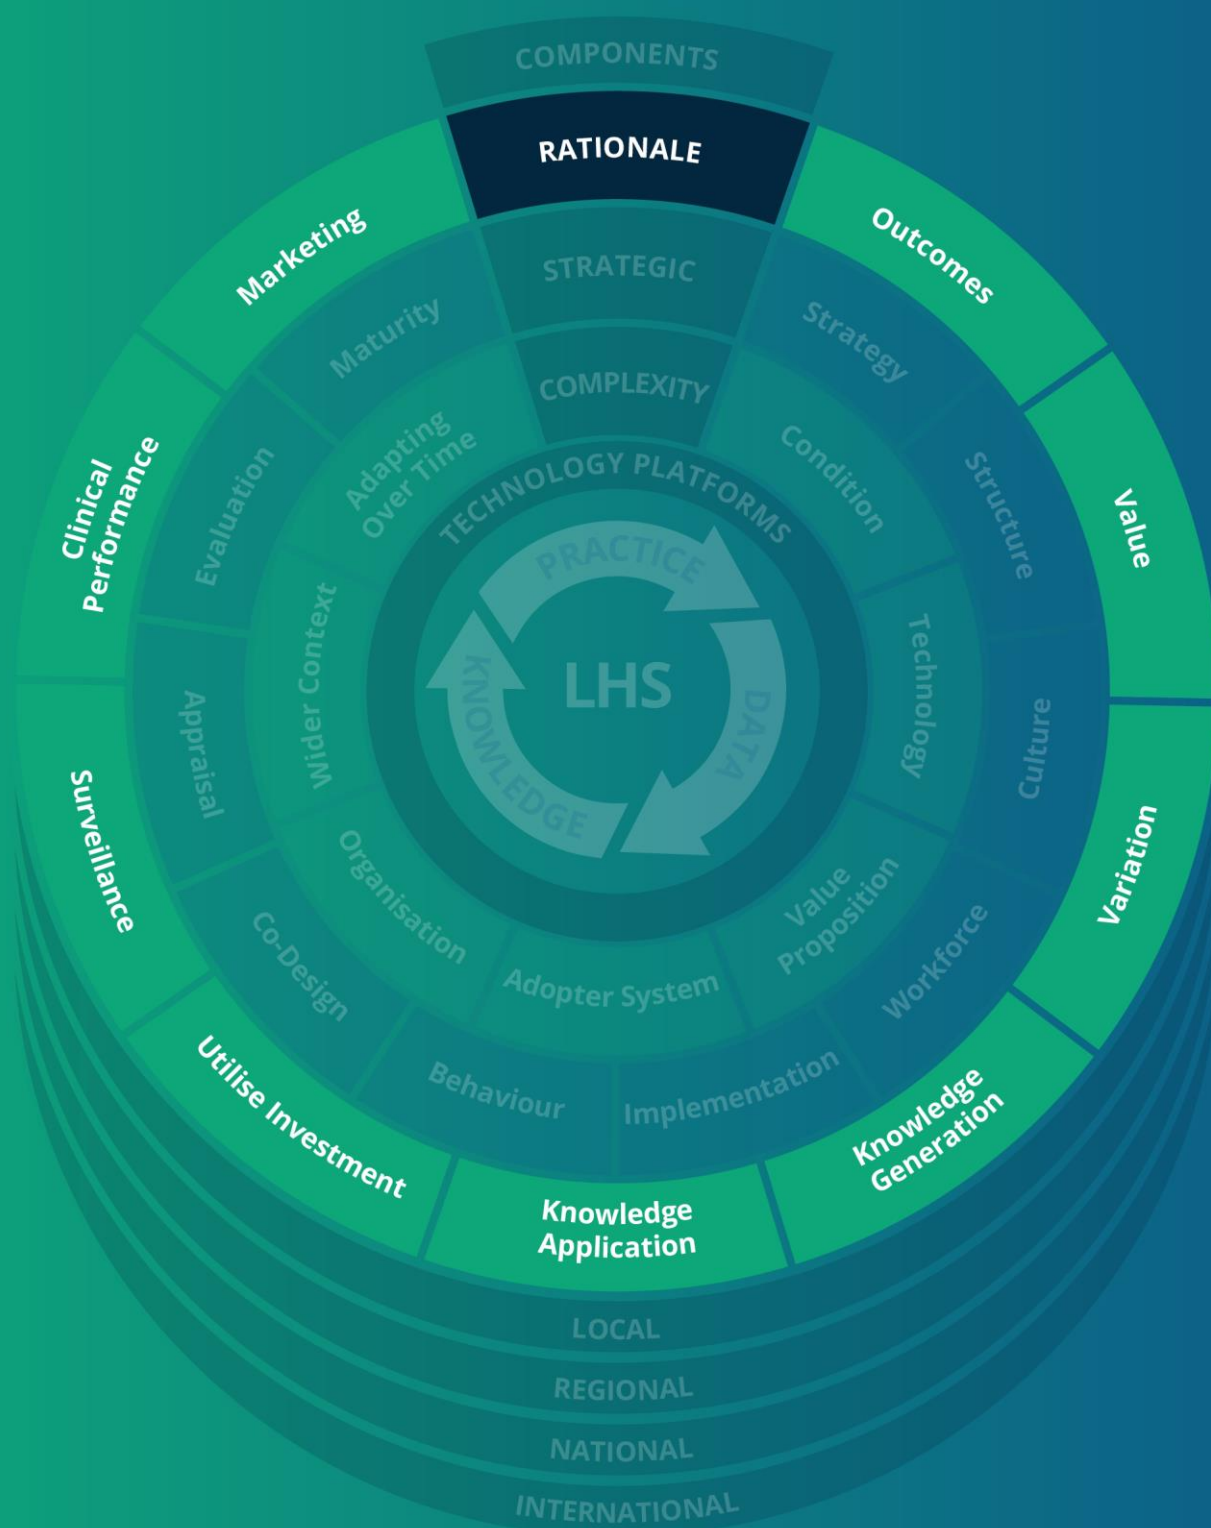 COMPONENTS
RATIONALE
STRATEGIC
COMPLEXITY
TECHNOLOGY PLATFORMS
PRACTICE
DATA
KNOWLEDGE
LHS
Outcomes
Value
Variation
Knowledge
Generation
Knowledge
Application
Utilise Investment
Surveillance
Clinical
Performance
Marketing
Strategy
Structure
Culture
Workforce
Implementation
Behaviour
Co-Design
Appraisal
Evaluation
Maturity
Condition
Technology
Value
Proposition
Adopter System
Organisation
Wider Context
Adapting
Over Time
LOCAL
REGIONAL
NATIONAL
INTERNATIONAL